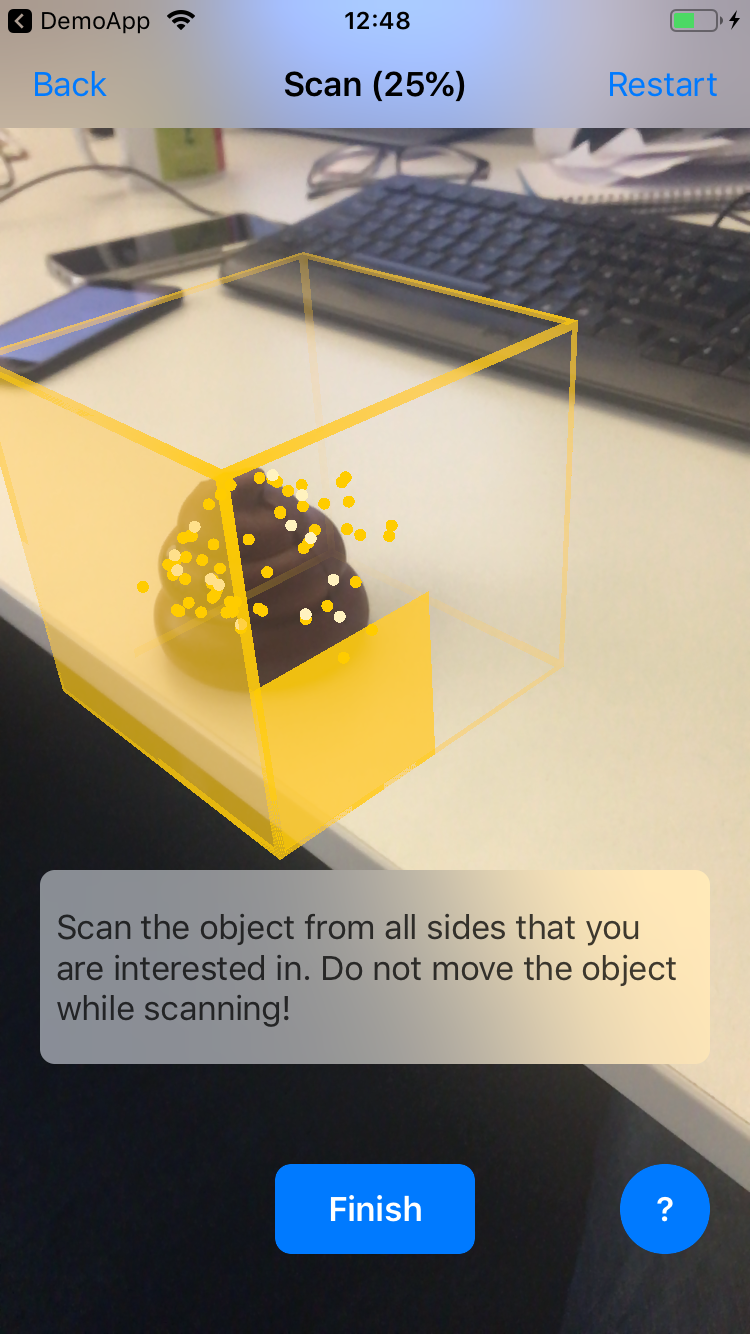 DemoApp
12:48
Back
Scan (25%)
Restart
Scan the object from all sides that you
are interested in. Do not move the object
while scanning!
Finish
?